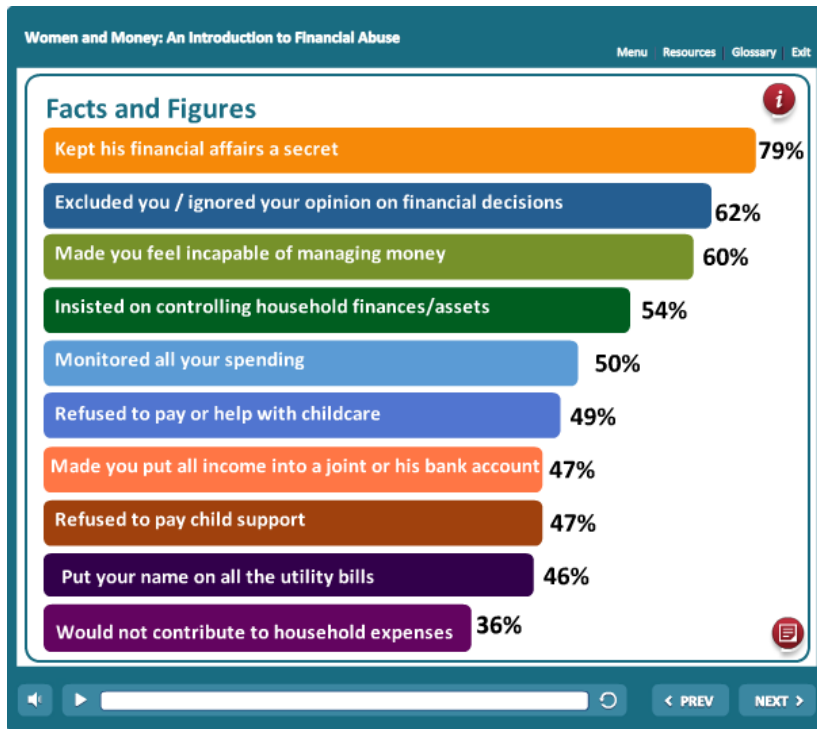 Women and Money: An Introduction to Financial Abuse
Menu Resources Glossary Exit
Facts and Figures
i
Kept his financial affairs a secret 79%
Excluded you / ignored your opinion on financial decisions 62%
Made you feel incapable of managing money 60%
Insisted on controlling household finances/assets 54%
Monitored all your spending 50%
Refused to pay or help with childcare 49%
Made you put all income into a joint or his bank account 47%
Refused to pay child support 47%
Put your name on all the utility bills 46%
Would not contribute to household expenses 36%
< PREV NEXT >